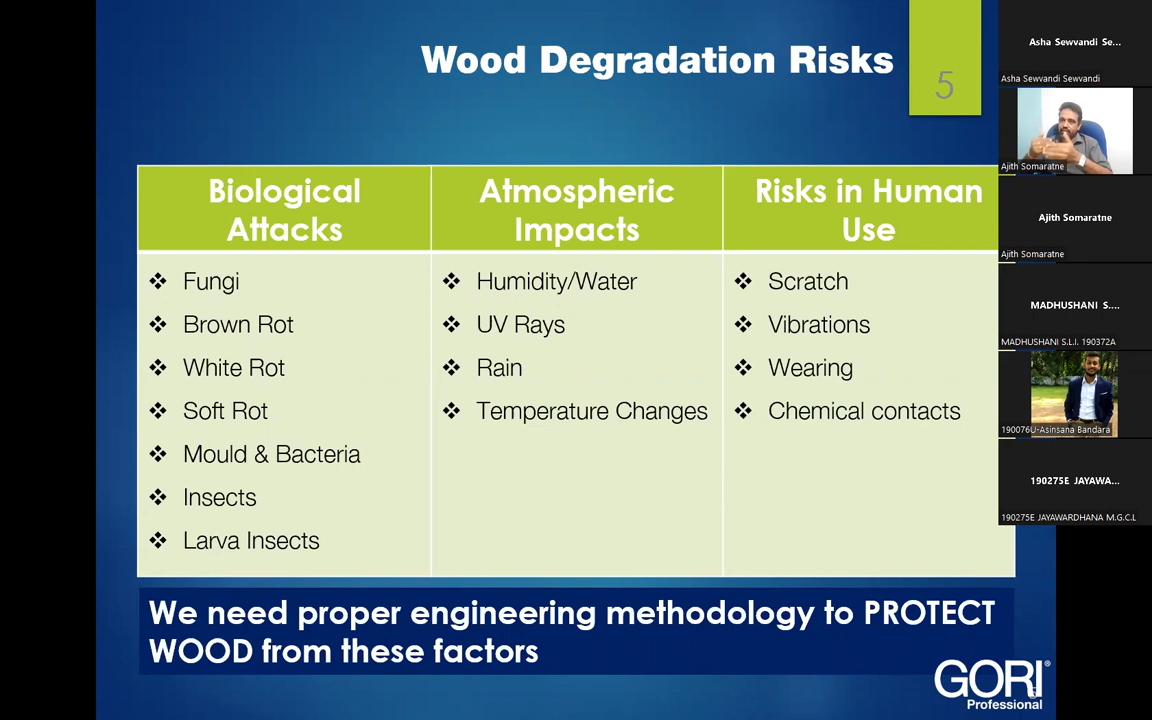 Wood Degradation Risks
5
Biological
Attacks
Atmospheric
Impacts
Risks in Human
Use
❖ Fungi
❖ Brown Rot
❖ White Rot
❖ Soft Rot
❖ Mould & Bacteria
❖ Insects
❖ Larva Insects
❖ Humidity/Water
❖ UV Rays
❖ Rain
❖ Temperature Changes
❖ Scratch
❖ Vibrations
❖ Wearing
❖ Chemical contacts
We need proper engineering methodology to PROTECT
WOOD from these factors
GORI®
Professional
Asha Sewvandi Se...
Asha Sewvandi Sewvandi
Ajith Somaratne
Ajith Somaratne
Ajith Somaratne
MADHUSHANI S....
MADHUSHANI S.L.I. 190372A
190076U-Asinsana Bandara
190275E JAYAWA...
190275E JAYAWARDHANA M.G.C.L